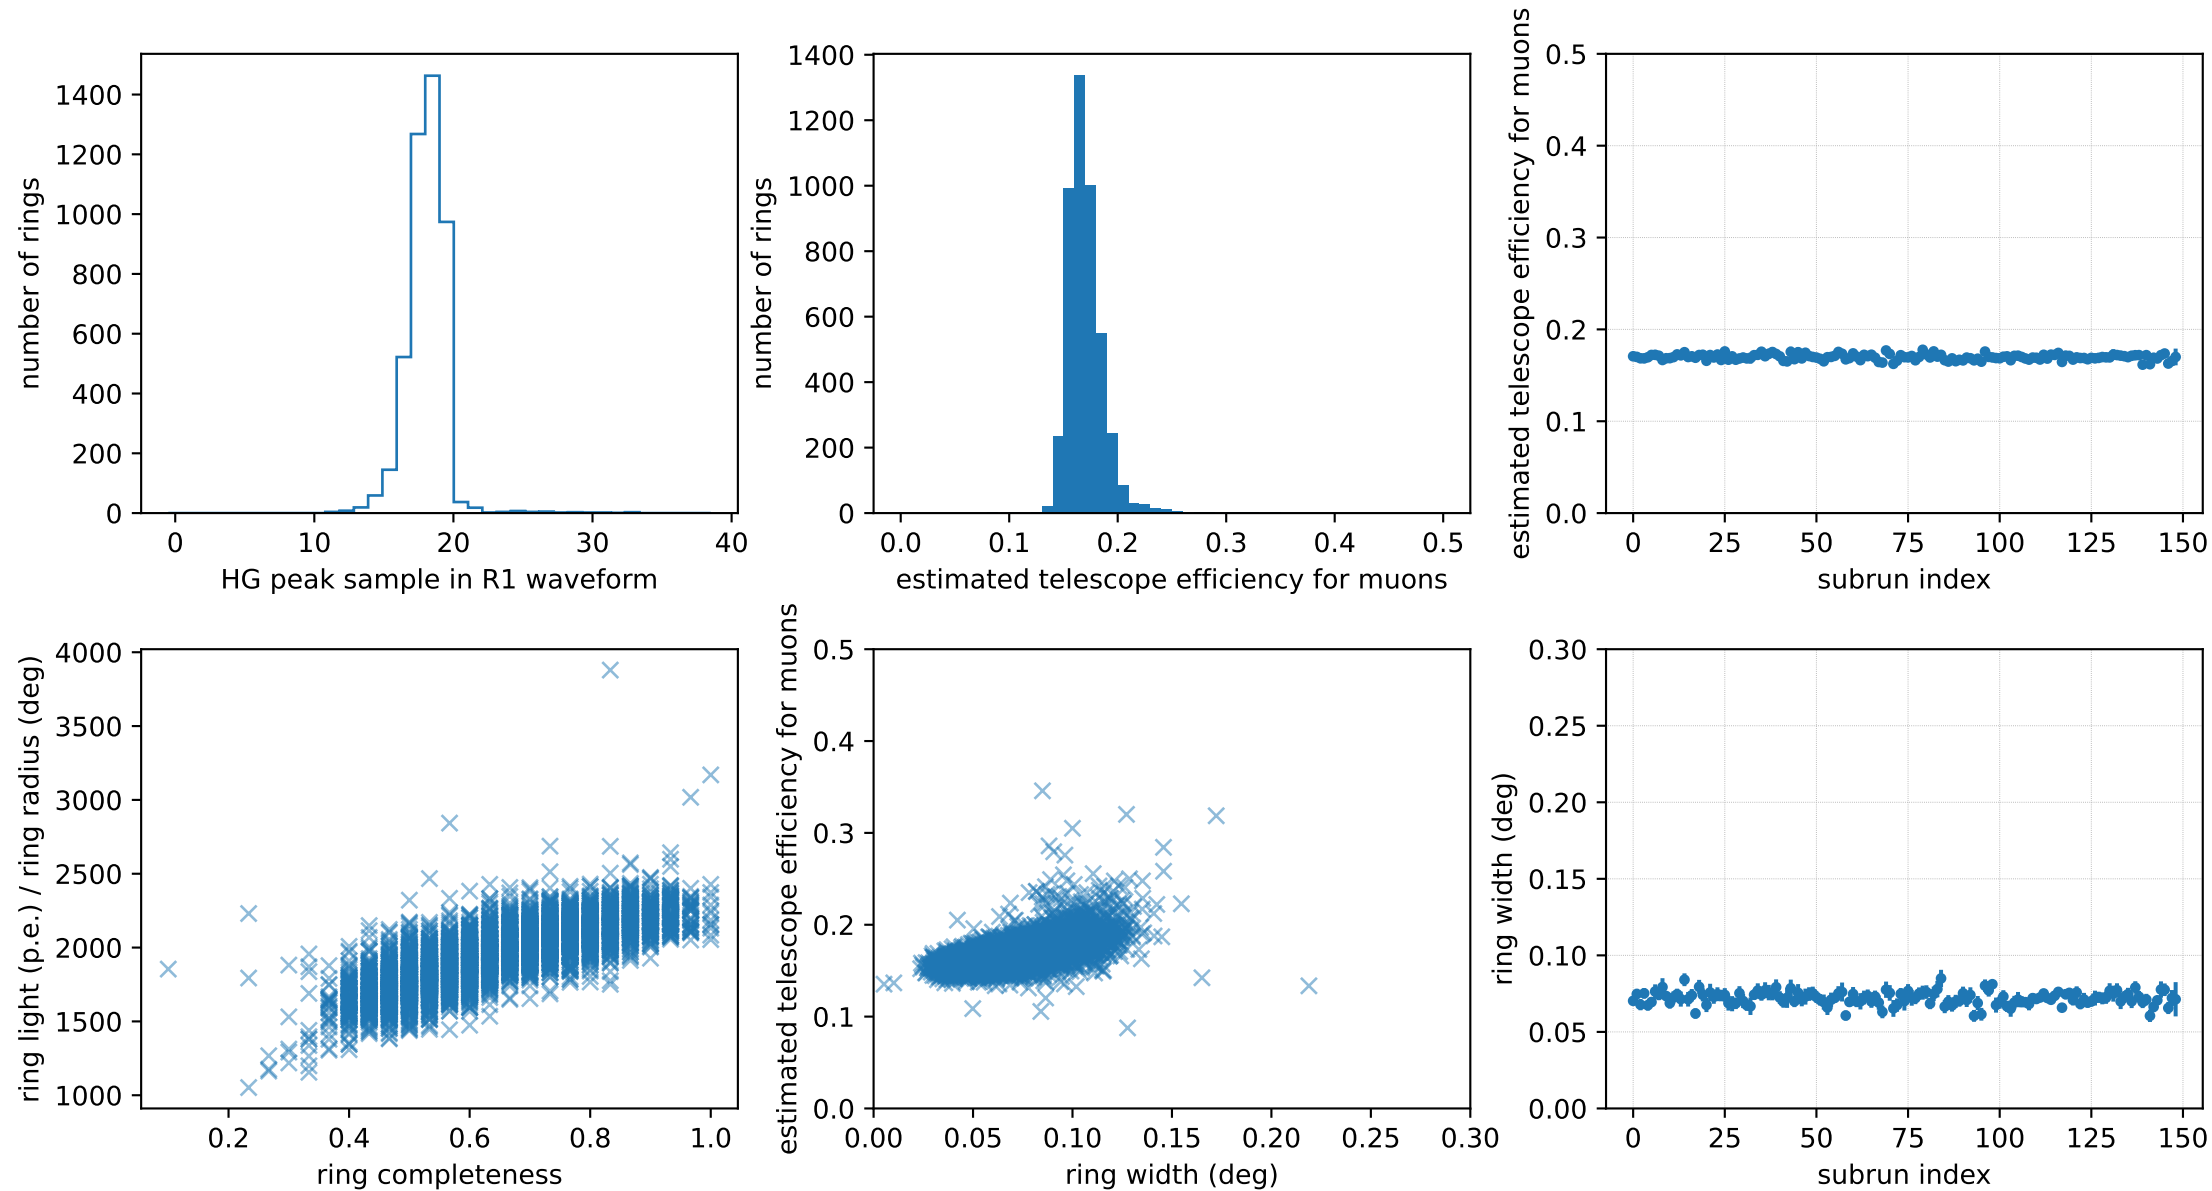 1400
1200
1000
800
600
400
200
0
number of rings
0 10 20 30 40
HG peak sample in R1 waveform
1400
1200
1000
800
600
400
200
0
number of rings
0.0 0.1 0.2 0.3 0.4 0.5
estimated telescope efficiency for muons
0.5
0.4
0.3
0.2
0.1
0.0
estimated telescope efficiency for muons
0 25 50 75 100 125 150
subrun index
4000
3500
3000
2500
2000
1500
1000
ring light (p.e.) / ring radius (deg)
0.2 0.4 0.6 0.8 1.0
ring completeness
0.5
0.4
0.3
0.2
0.1
0.0
estimated telescope efficiency for muons
0.00 0.05 0.10 0.15 0.20 0.25 0.30
ring width (deg)
0.30
0.25
0.20
0.15
0.10
0.05
0.00
ring width (deg)
0 25 50 75 100 125 150
subrun index